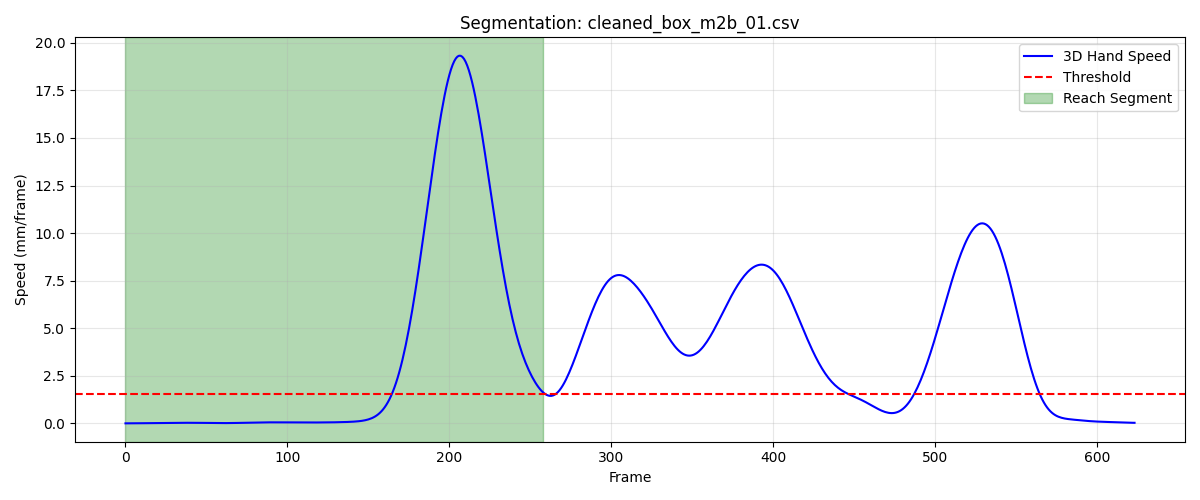 Segmentation: cleaned_box_m2b_01.csv
3D Hand Speed
Threshold
Reach Segment
Speed (mm/frame)
20.0
17.5
15.0
12.5
10.0
7.5
5.0
2.5
0.0
0 100 200 300 400 500 600
Frame